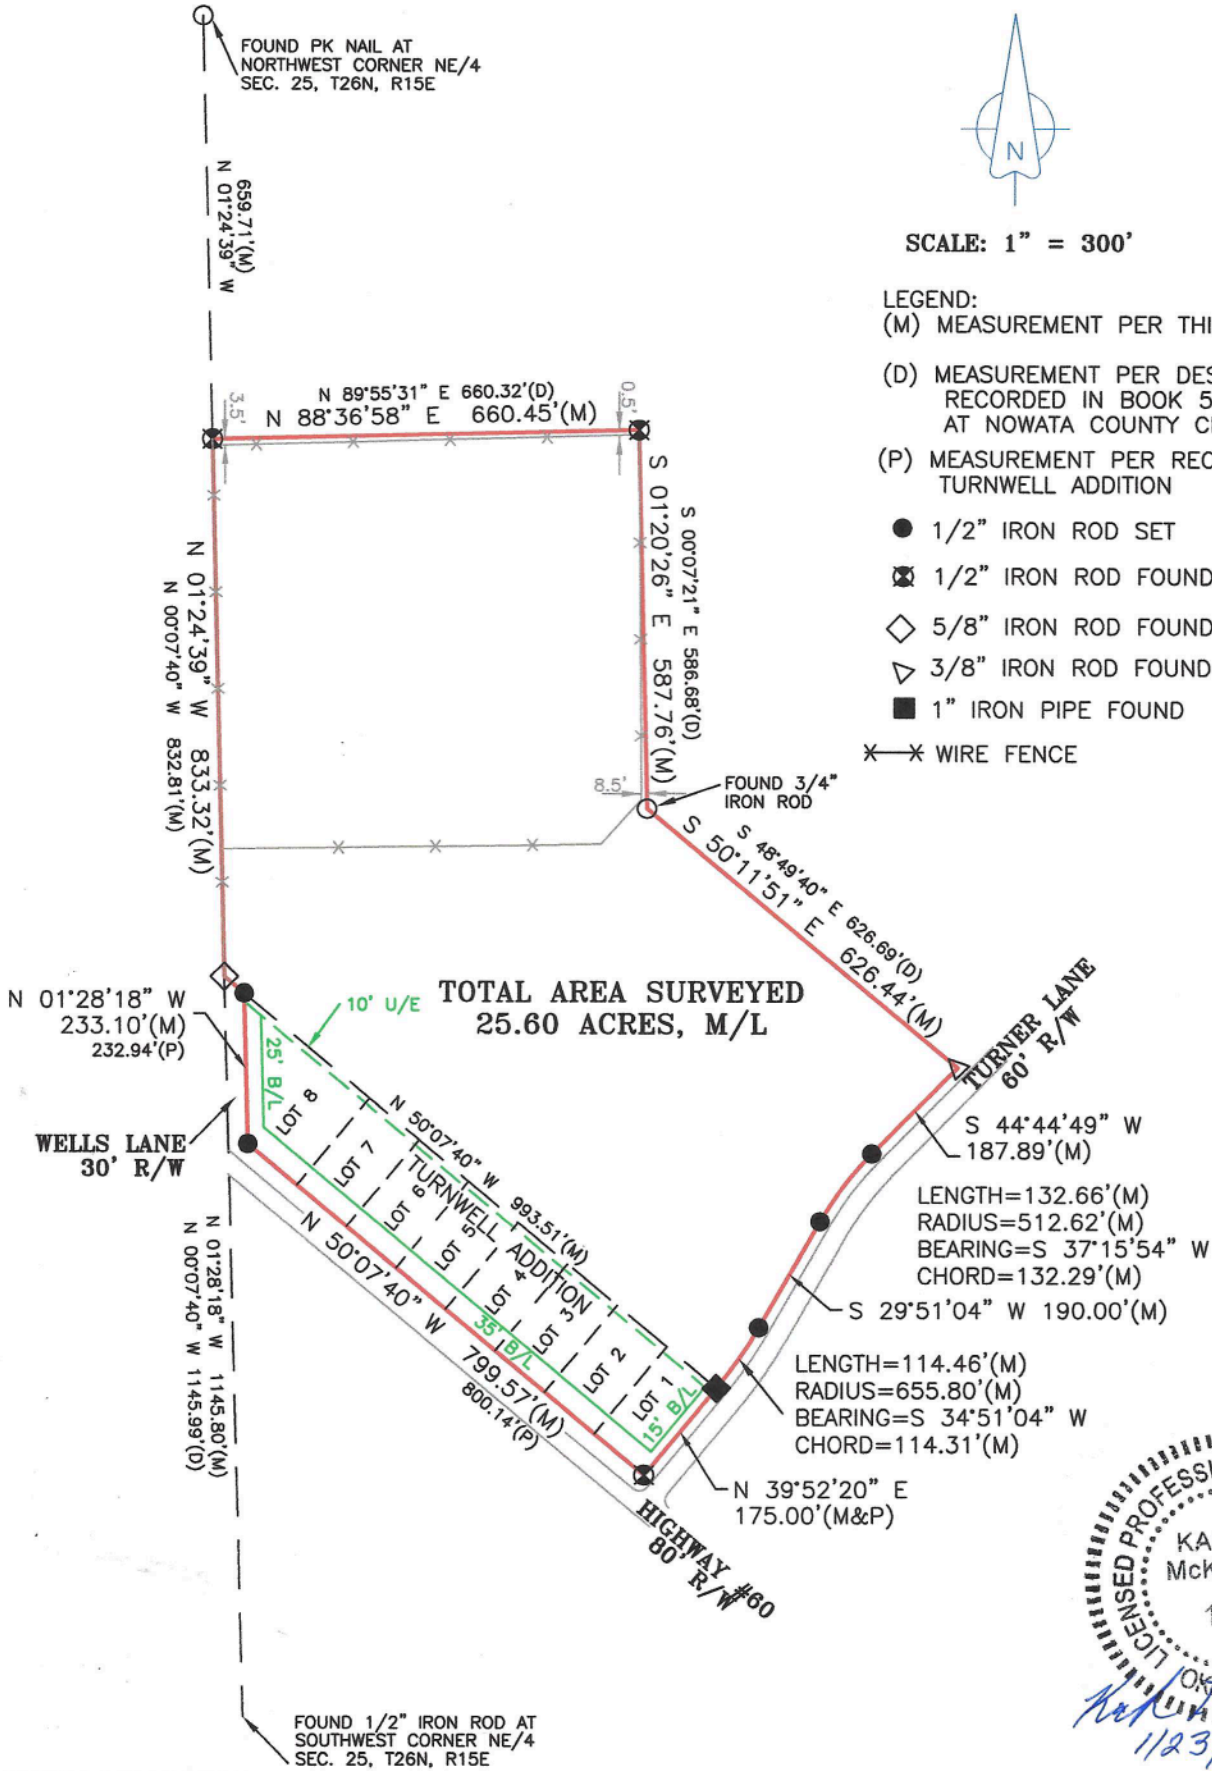 FOUND PK NAIL AT
NORTHWEST CORNER NE/4
SEC. 25, T26N, R15E
N
SCALE: 1" = 300'
659.71'(M)
N 01°24'39" W
LEGEND:
(M) MEASUREMENT PER THI
(D) MEASUREMENT PER DES
RECORDED IN BOOK 5
AT NOWATA COUNTY C
(P) MEASUREMENT PER REC
TURNWELL ADDITION
1/2" IRON ROD SET
1/2" IRON ROD FOUND
5/8" IRON ROD FOUND
3/8" IRON ROD FOUND
1" IRON PIPE FOUND
WIRE FENCE
3.5'
N 89°55'31" E 660.32'(D)
N 88°36'58" E 660.45'(M)
0.5'
S 00°07'21" E 586.68'(D)
S 01°20'26" E 587.76'(M)
N 01°24'39" W 833.32'(M)
N 00°07'40" W 832.81'(M)
8.5'
FOUND 3/4"
IRON ROD
S 48°49'40" E 626.69'(D)
S 50°11'51" E 626.44'(M)
N 01°28'18" W
233.10'(M)
232.94'(P)
10' U/E
TOTAL AREA SURVEYED
25.60 ACRES, M/L
TURNER LANE
60' R/W
25' B/L
WELLS LANE
30' R/W
LOT 8
LOT 7
LOT 6
LOT 5
LOT 4
LOT 3
LOT 2
LOT 1
N 50°07'40" W 993.51'(M)
TURNWELL ADDITION
35' B/L
15' B/L
N 50°07'40" W 799.57'(M)
800.14'(P)
S 44°44'49" W
187.89'(M)
LENGTH=132.66'(M)
RADIUS=512.62'(M)
BEARING=S 37°15'54" W
CHORD=132.29'(M)
S 29°51'04" W 190.00'(M)
LENGTH=114.46'(M)
RADIUS=655.80'(M)
BEARING=S 34°51'04" W
CHORD=114.31'(M)
N 39°52'20" E
175.00'(M&P)
N 01°28'18" W 1145.80'(M)
N 00°07'40" W 1145.99'(D)
HIGHWAY #60
80' R/W
FOUND 1/2" IRON ROD AT
SOUTHWEST CORNER NE/4
SEC. 25, T26N, R15E
LICENSED PROFESSI
KA
McK
OK
1/23/